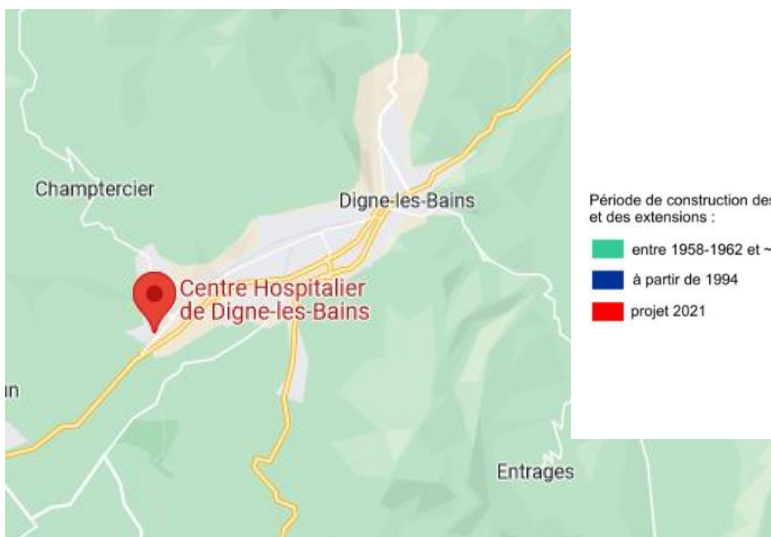 Champtercier
Digne-les-Bains
Centre Hospitalier
de Digne-les-Bains
Entrages
Période de construction des
et des extensions :
entre 1958-1962 et ~
à partir de 1994
projet 2021